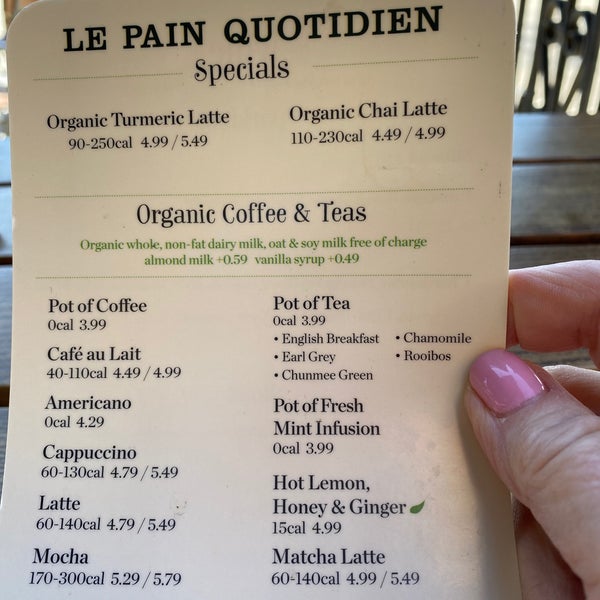 LE PAIN QUOTIDIEN
Specials
Organic Turmeric Latte
90-250cal 4.99 / 5.49
Organic Chai Latte
110-230cal 4.49 / 4.99
Organic Coffee & Teas
Organic whole, non-fat dairy milk, oat & soy milk free of charge
almond milk +0.59 vanilla syrup +0.49
Pot of Coffee
0cal 3.99
Café au Lait
40-110cal 4.49 / 4.99
Americano
0cal 4.29
Cappuccino
60-130cal 4.79 / 5.49
Latte
60-140cal 4.79 / 5.49
Mocha
170-300cal 5.29 / 5.79
Pot of Tea
0cal 3.99
• English Breakfast
• Earl Grey
• Chunmee Green
• Chamomile
• Rooibos
Pot of Fresh
Mint Infusion
0cal 3.99
Hot Lemon,
Honey & Ginger
15cal 4.99
Matcha Latte
60-140cal 4.99 / 5.49